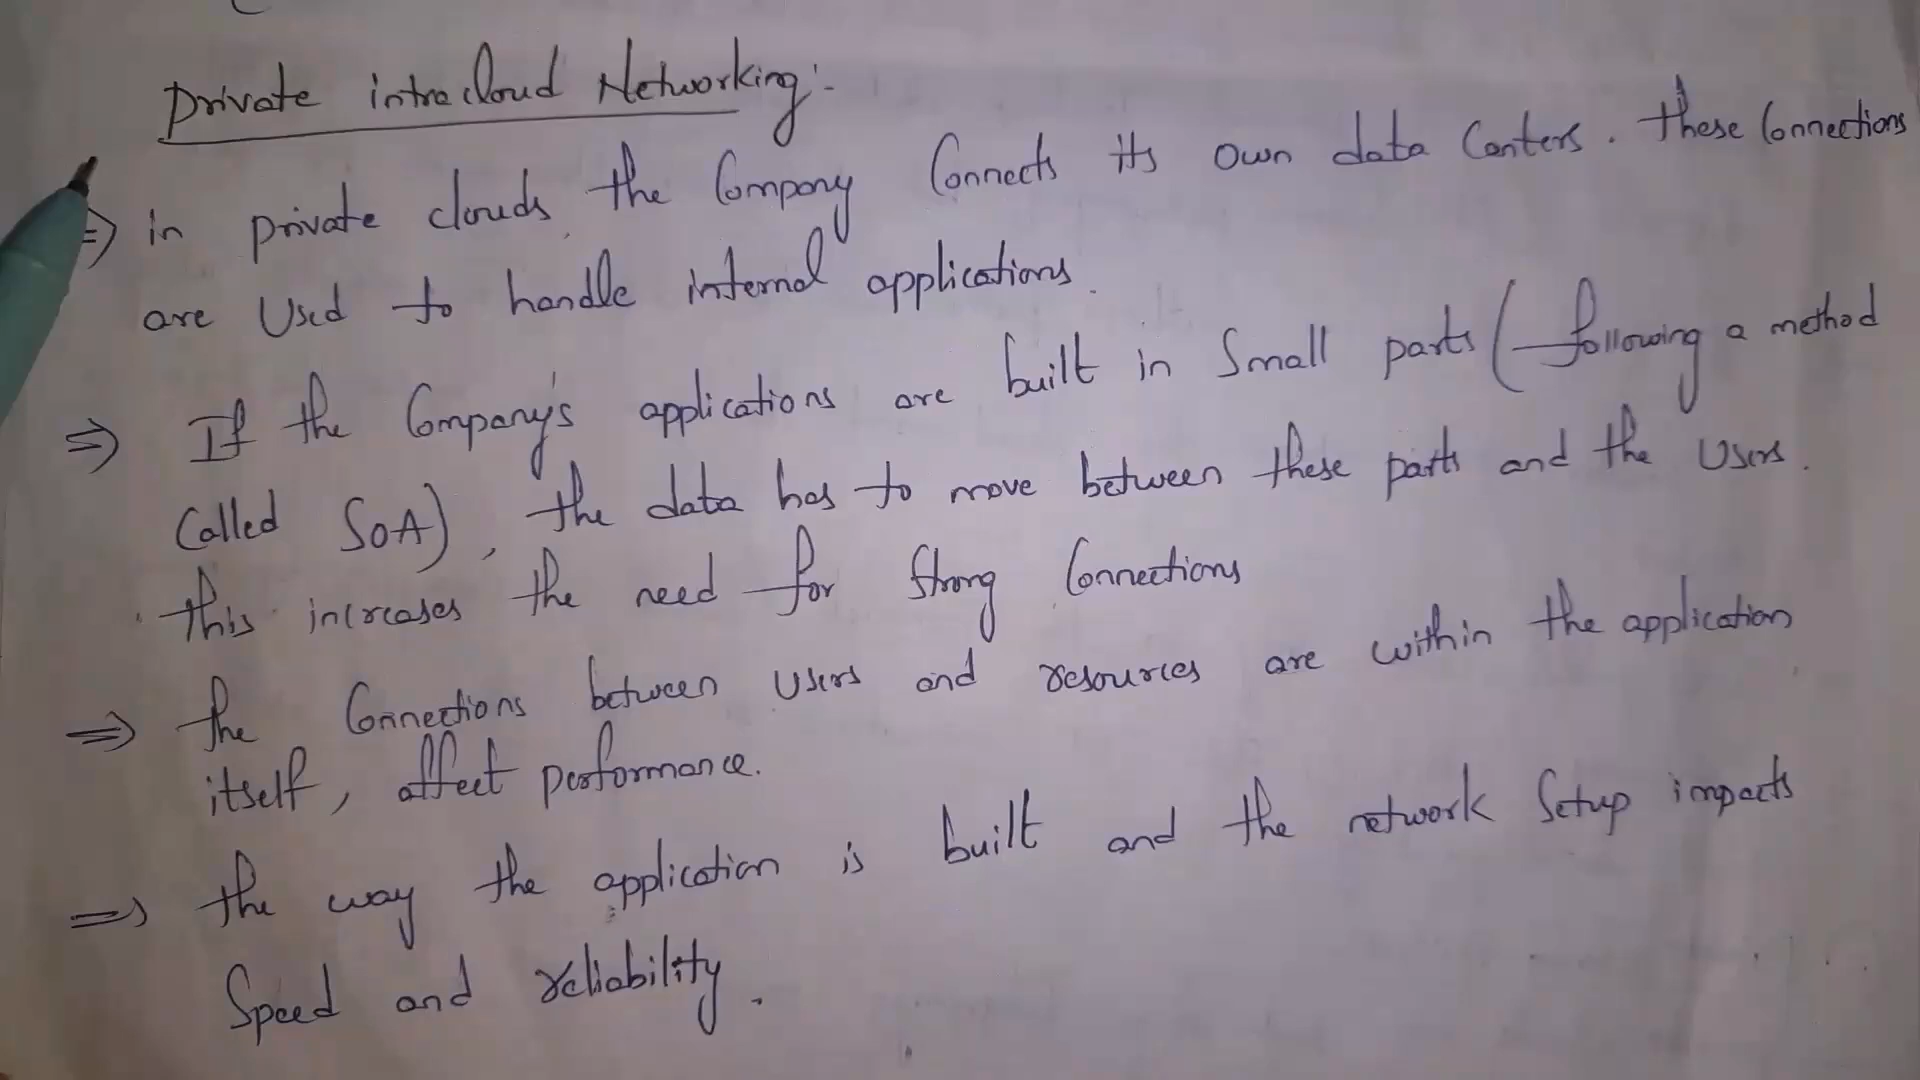 Private intracloud Networking:-
=> in private clouds, the Company Connects its own data Centers. These Connections
are Used to handle internal applications.
=> If the Company's applications are built in Small parts (following a method
Called SOA), the data has to move between these parts and the Users.
this increases the need for Strong Connections
=> the Connections between Users and resources are within the application
itself, affect performance.
=> the way the application is built and the network Setup impacts
Speed and reliability.